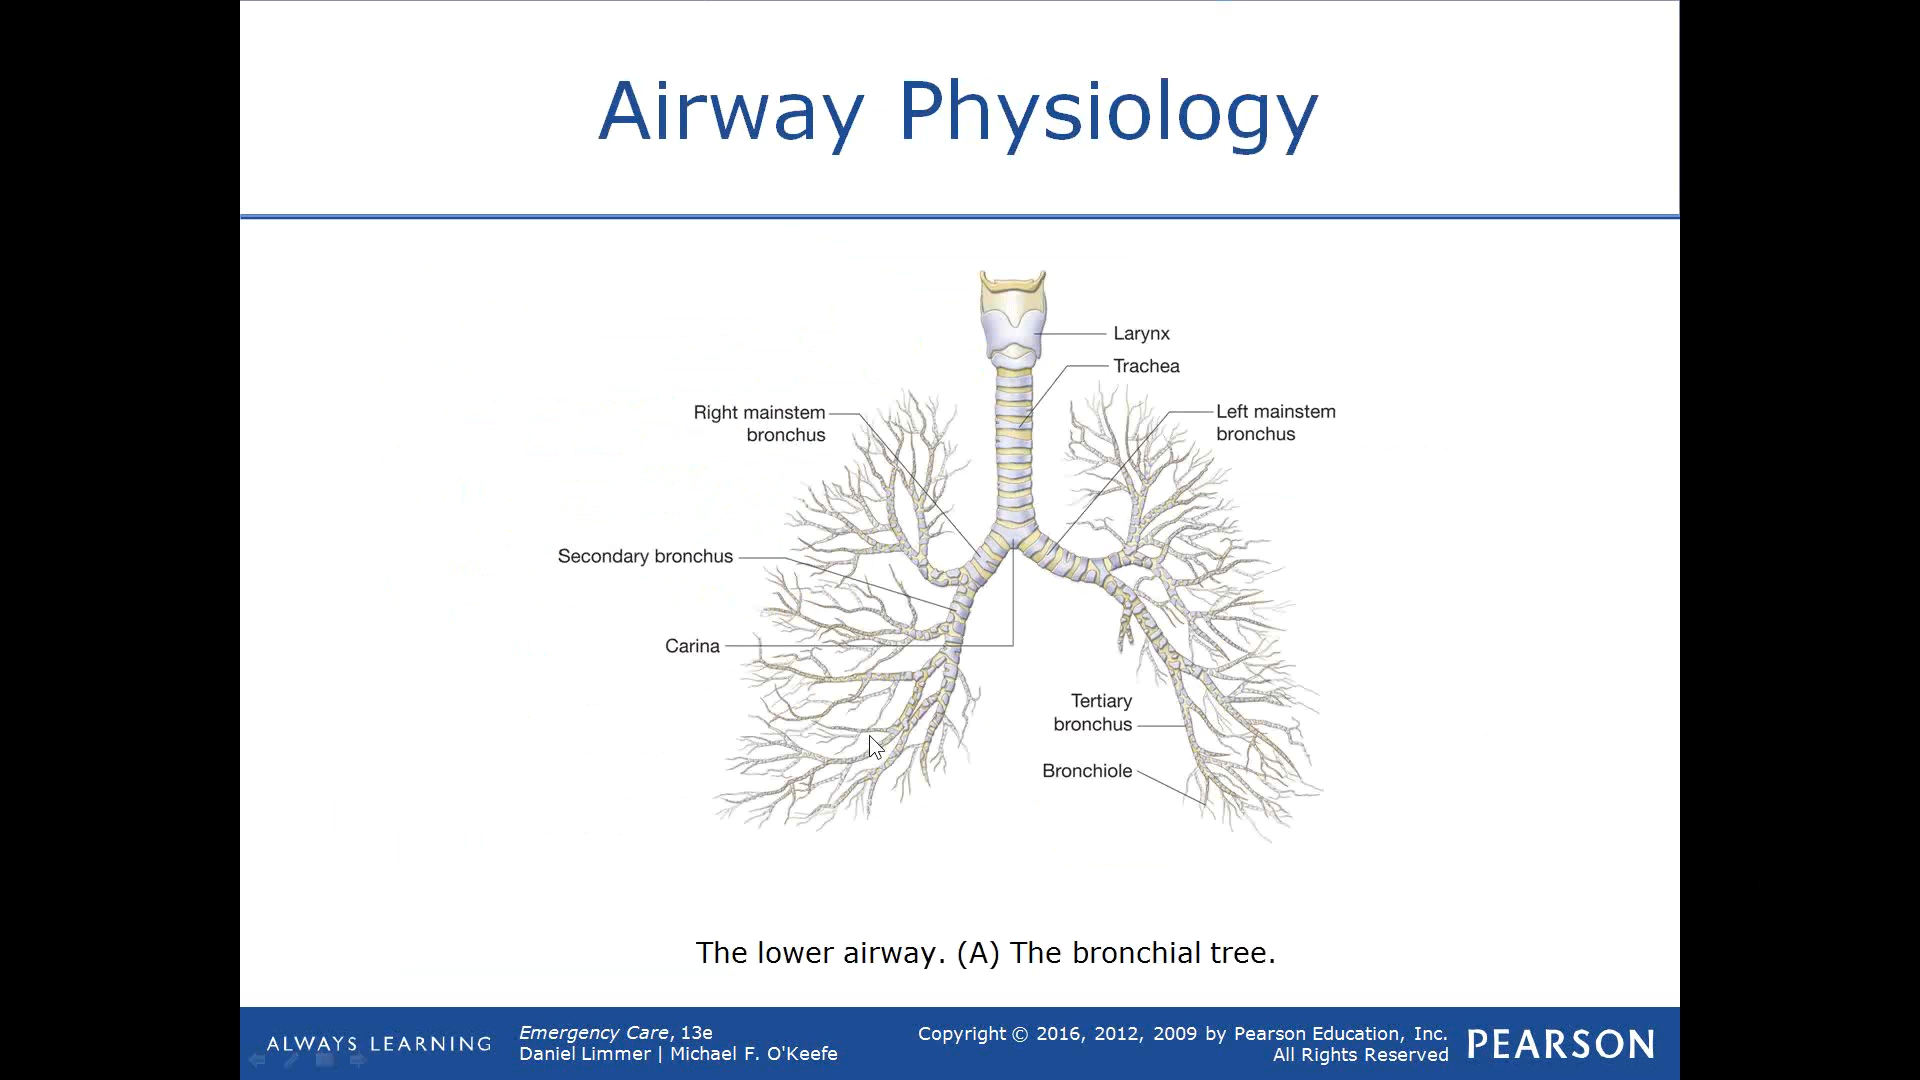 Airway Physiology
Larynx
Trachea
Right mainstem
bronchus
Left mainstem
bronchus
Secondary bronchus
Carina
Tertiary
bronchus
Bronchiole
The lower airway. (A) The bronchial tree.
ALWAYS LEARNING
Emergency Care, 13e
Daniel Limmer | Michael F. O'Keefe
Copyright © 2016, 2012, 2009 by Pearson Education, Inc.
All Rights Reserved
PEARSON